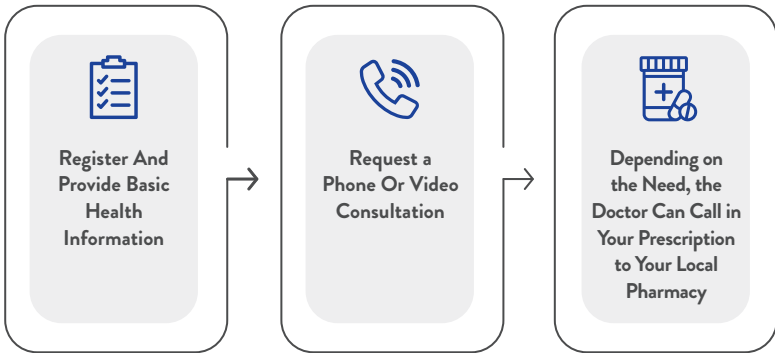 Register And
Provide Basic
Health
Information
Request a
Phone Or Video
Consultation
Depending on
the Need, the
Doctor Can Call in
Your Prescription
to Your Local
Pharmacy